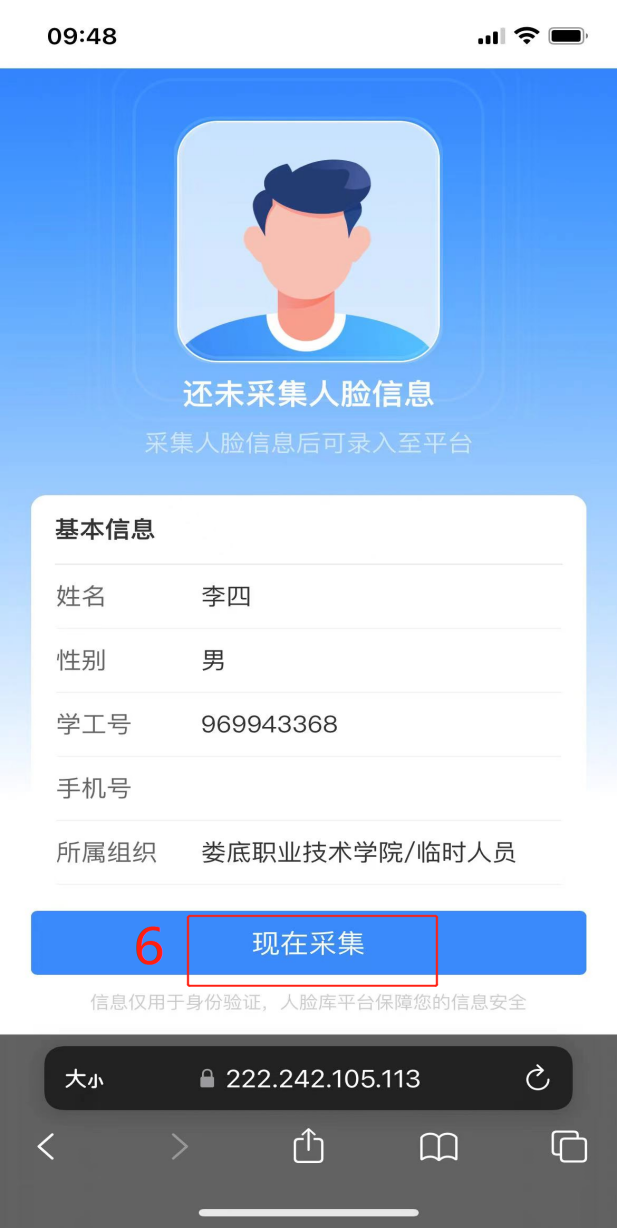 09:48
还未采集人脸信息
采集人脸信息后可录入至平台
基本信息
姓名 李四
性别 男
学工号 969943368
手机号
所属组织 娄底职业技术学院/临时人员
6 现在采集
信息仅用于身份验证，人脸库平台保障您的信息安全
大小 222.242.105.113